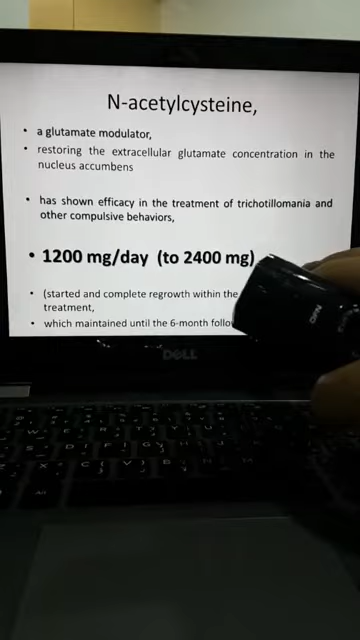 N-acetylcysteine,
• a glutamate modulator,
• restoring the extracellular glutamate concentration in the
nucleus accumbens
• has shown efficacy in the treatment of trichotillomania and
other compulsive behaviors,
• 1200 mg/day (to 2400 mg)
• (started and complete regrowth within the
treatment,
• which maintained until the 6-month
DELL